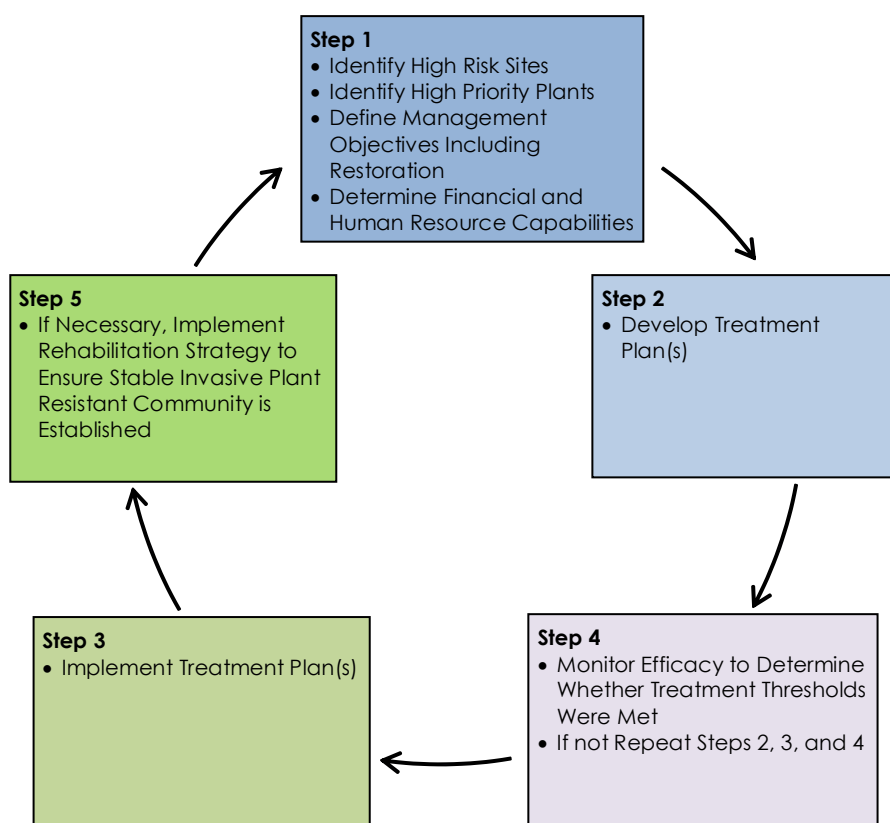 Step 1
• Identify High Risk Sites
• Identify High Priority Plants
• Define Management
Objectives Including
Restoration
• Determine Financial and
Human Resource Capabilities
Step 2
• Develop Treatment
Plan(s)
Step 4
• Monitor Efficacy to Determine
Whether Treatment Thresholds
Were Met
• If not Repeat Steps 2, 3, and 4
Step 3
• Implement Treatment Plan(s)
Step 5
• If Necessary, Implement
Rehabilitation Strategy to
Ensure Stable Invasive Plant
Resistant Community is
Established